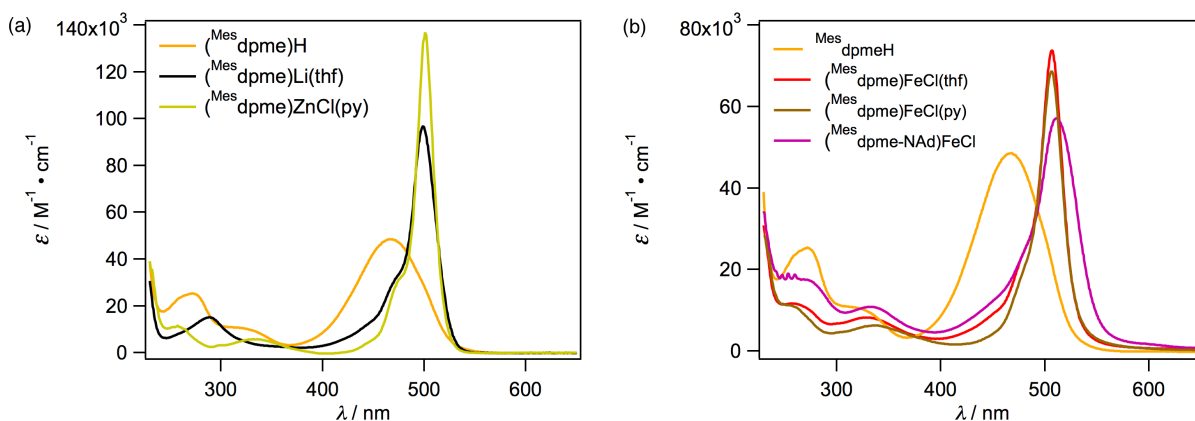 (a)
140x10³
120
100
80
60
40
20
0
ε / M⁻¹ • cm⁻¹
(ᴹᵉˢdpme)H
(ᴹᵉˢdpme)Li(thf)
(ᴹᵉˢdpme)ZnCl(py)
300 400 500 600
λ / nm
(b)
80x10³
60
40
20
0
ε / M⁻¹ • cm⁻¹
ᴹᵉˢdpmeH
(ᴹᵉˢdpme)FeCl(thf)
(ᴹᵉˢdpme)FeCl(py)
(ᴹᵉˢdpme-NAd)FeCl
300 400 500 600
λ / nm